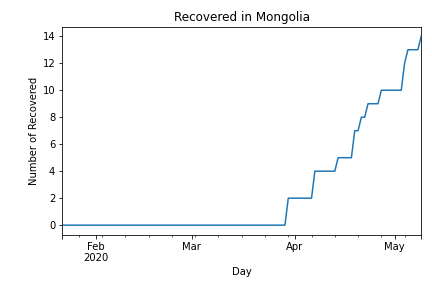 Recovered in Mongolia
14
12
10
8
6
4
2
0
Number of Recovered
Feb
2020
Mar
Apr
May
Day